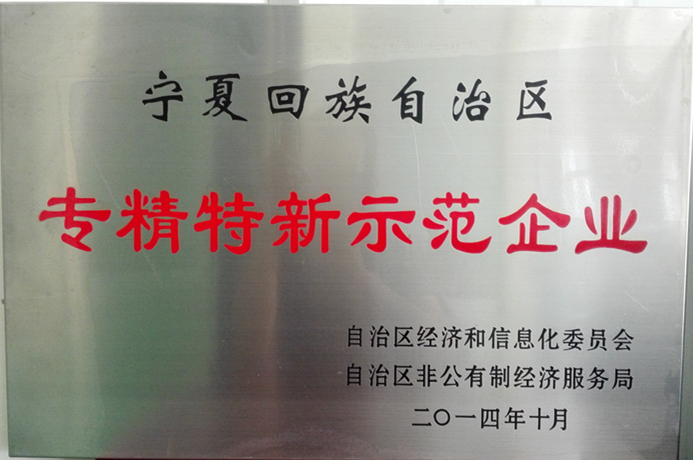 宁夏回族自治区
专精特新示范企业
自治区经济和信息化委员会
自治区非公有制经济服务局
二〇一四年十月